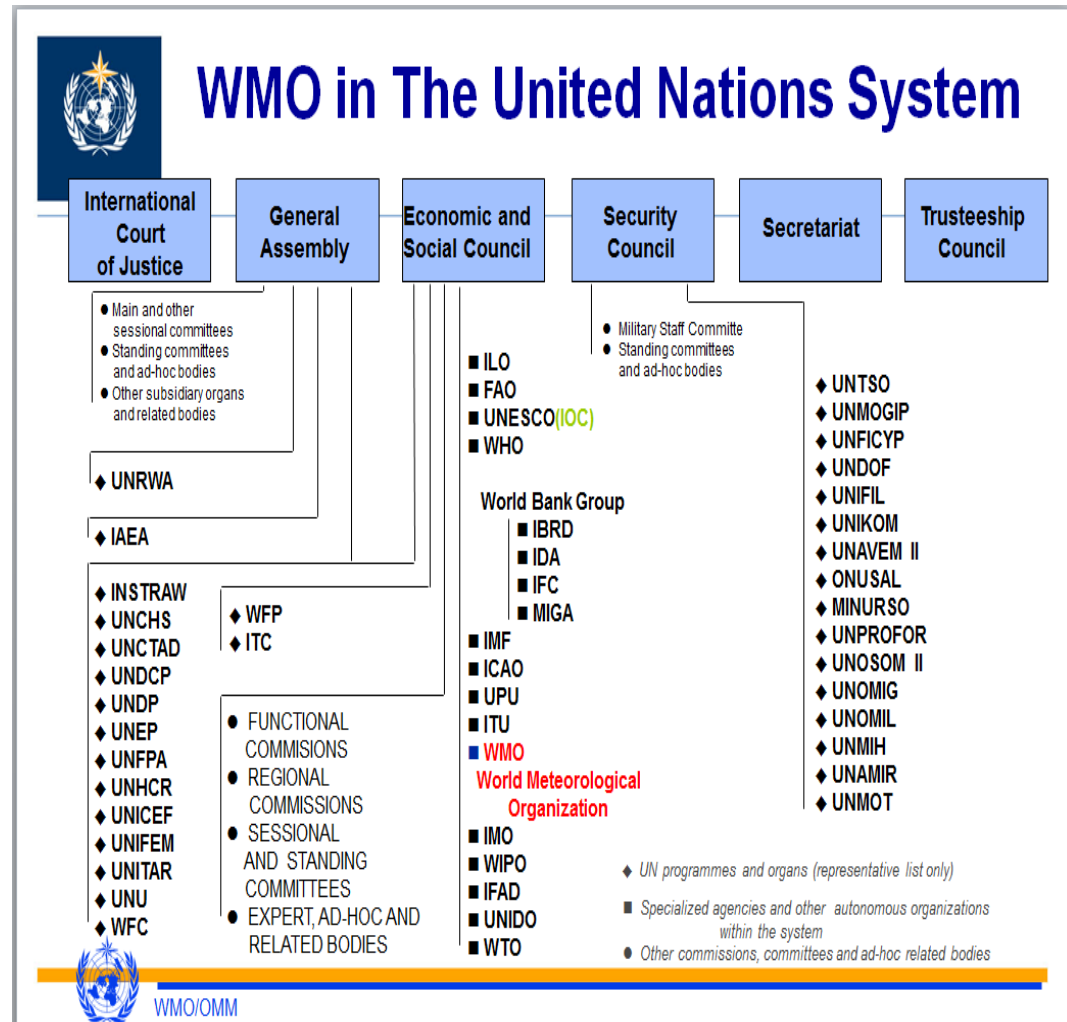 WMO in The United Nations System
International
Court
of Justice
General
Assembly
Economic and
Social Council
Security
Council
Secretariat
Trusteeship
Council
● Main and other
sessional committees
● Standing committees
and ad-hoc bodies
● Other subsidiary organs
and related bodies
◆ UNRWA
◆ IAEA
◆ INSTRAW
◆ UNCHS
◆ UNCTAD
◆ UNDCP
◆ UNDP
◆ UNEP
◆ UNFPA
◆ UNHCR
◆ UNICEF
◆ UNIFEM
◆ UNITAR
◆ UNU
◆ WFC
◆ WFP
◆ ITC
● FUNCTIONAL
COMMISIONS
● REGIONAL
COMMISSIONS
● SESSIONAL
AND STANDING
COMMITTEES
● EXPERT, AD-HOC AND
RELATED BODIES
■ ILO
■ FAO
■ UNESCO(IOC)
■ WHO
World Bank Group
■ IBRD
■ IDA
■ IFC
■ MIGA
■ IMF
■ ICAO
■ UPU
■ ITU
■ WMO
World Meteorological
Organization
■ IMO
■ WIPO
■ IFAD
■ UNIDO
■ WTO
● Military Staff Committe
● Standing committees
and ad-hoc bodies
◆ UNTSO
◆ UNMOGIP
◆ UNFICYP
◆ UNDOF
◆ UNIFIL
◆ UNIKOM
◆ UNAVEM II
◆ ONUSAL
◆ MINURSO
◆ UNPROFOR
◆ UNOSOM II
◆ UNOMIG
◆ UNOMIL
◆ UNMIH
◆ UNAMIR
◆ UNMOT
◆ UN programmes and organs (representative list only)
■ Specialized agencies and other autonomous organizations
within the system
● Other commissions, committees and ad-hoc related bodies
WMO/OMM